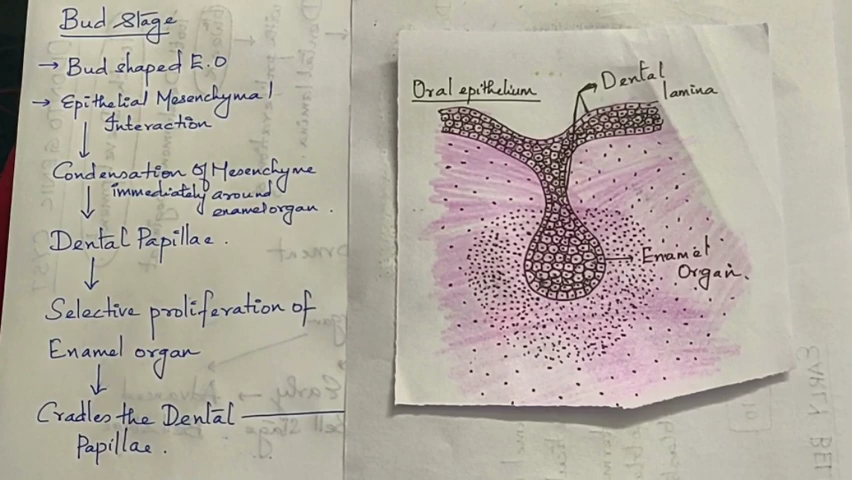 Bud Stage
→ Bud shaped E.O
→ Epithelial Mesenchymal
Interaction
Condensation Of Mesenchyme
immediately around
enamel organ.
Dental Papillae.
Selective proliferation of
Enamel organ
Cradles the Dental
Papillae.
Oral epithelium
Dental
lamina
Enamel
Organ.